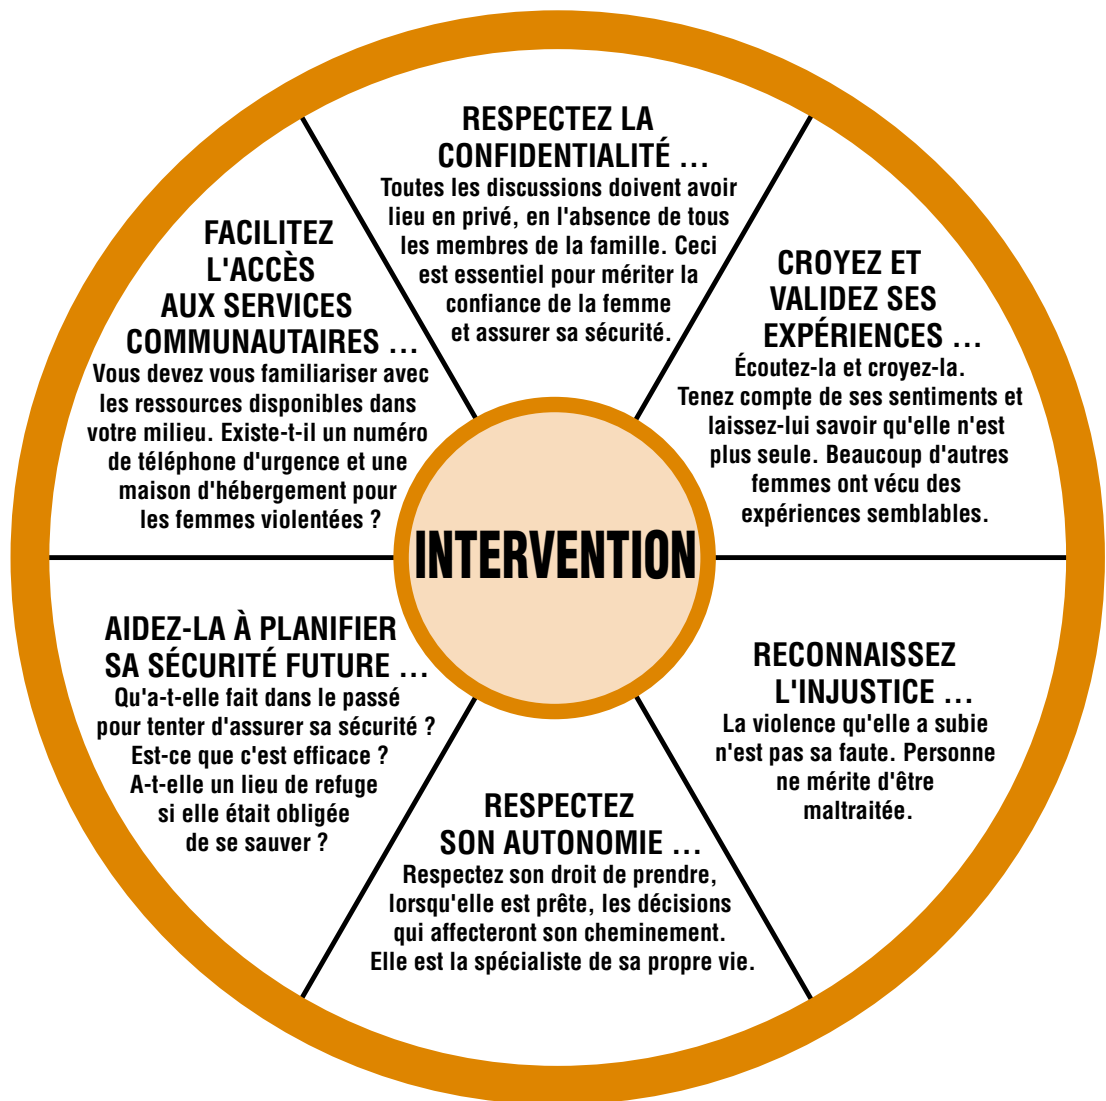 RESPECTEZ LA
CONFIDENTIALITÉ ...
Toutes les discussions doivent avoir
lieu en privé, en l'absence de tous
les membres de la famille. Ceci
est essentiel pour mériter la
confiance de la femme
et assurer sa sécurité.
CROYEZ ET
VALIDEZ SES
EXPÉRIENCES ...
Écoutez-la et croyez-la.
Tenez compte de ses sentiments et
laissez-lui savoir qu'elle n'est
plus seule. Beaucoup d'autres
femmes ont vécu des
expériences semblables.
RECONNAISSEZ
L'INJUSTICE ...
La violence qu'elle a subie
n'est pas sa faute. Personne
ne mérite d'être
maltraitée.
RESPECTEZ
SON AUTONOMIE ...
Respectez son droit de prendre,
lorsqu'elle est prête, les décisions
qui affecteront son cheminement.
Elle est la spécialiste de sa propre vie.
AIDEZ-LA À PLANIFIER
SA SÉCURITÉ FUTURE ...
Qu'a-t-elle fait dans le passé
pour tenter d'assurer sa sécurité ?
Est-ce que c'est efficace ?
A-t-elle un lieu de refuge
si elle était obligée
de se sauver ?
FACILITEZ
L'ACCÈS
AUX SERVICES
COMMUNAUTAIRES ...
Vous devez vous familiariser avec
les ressources disponibles dans
votre milieu. Existe-t-il un numéro
de téléphone d'urgence et une
maison d'hébergement pour
les femmes violentées ?
INTERVENTION